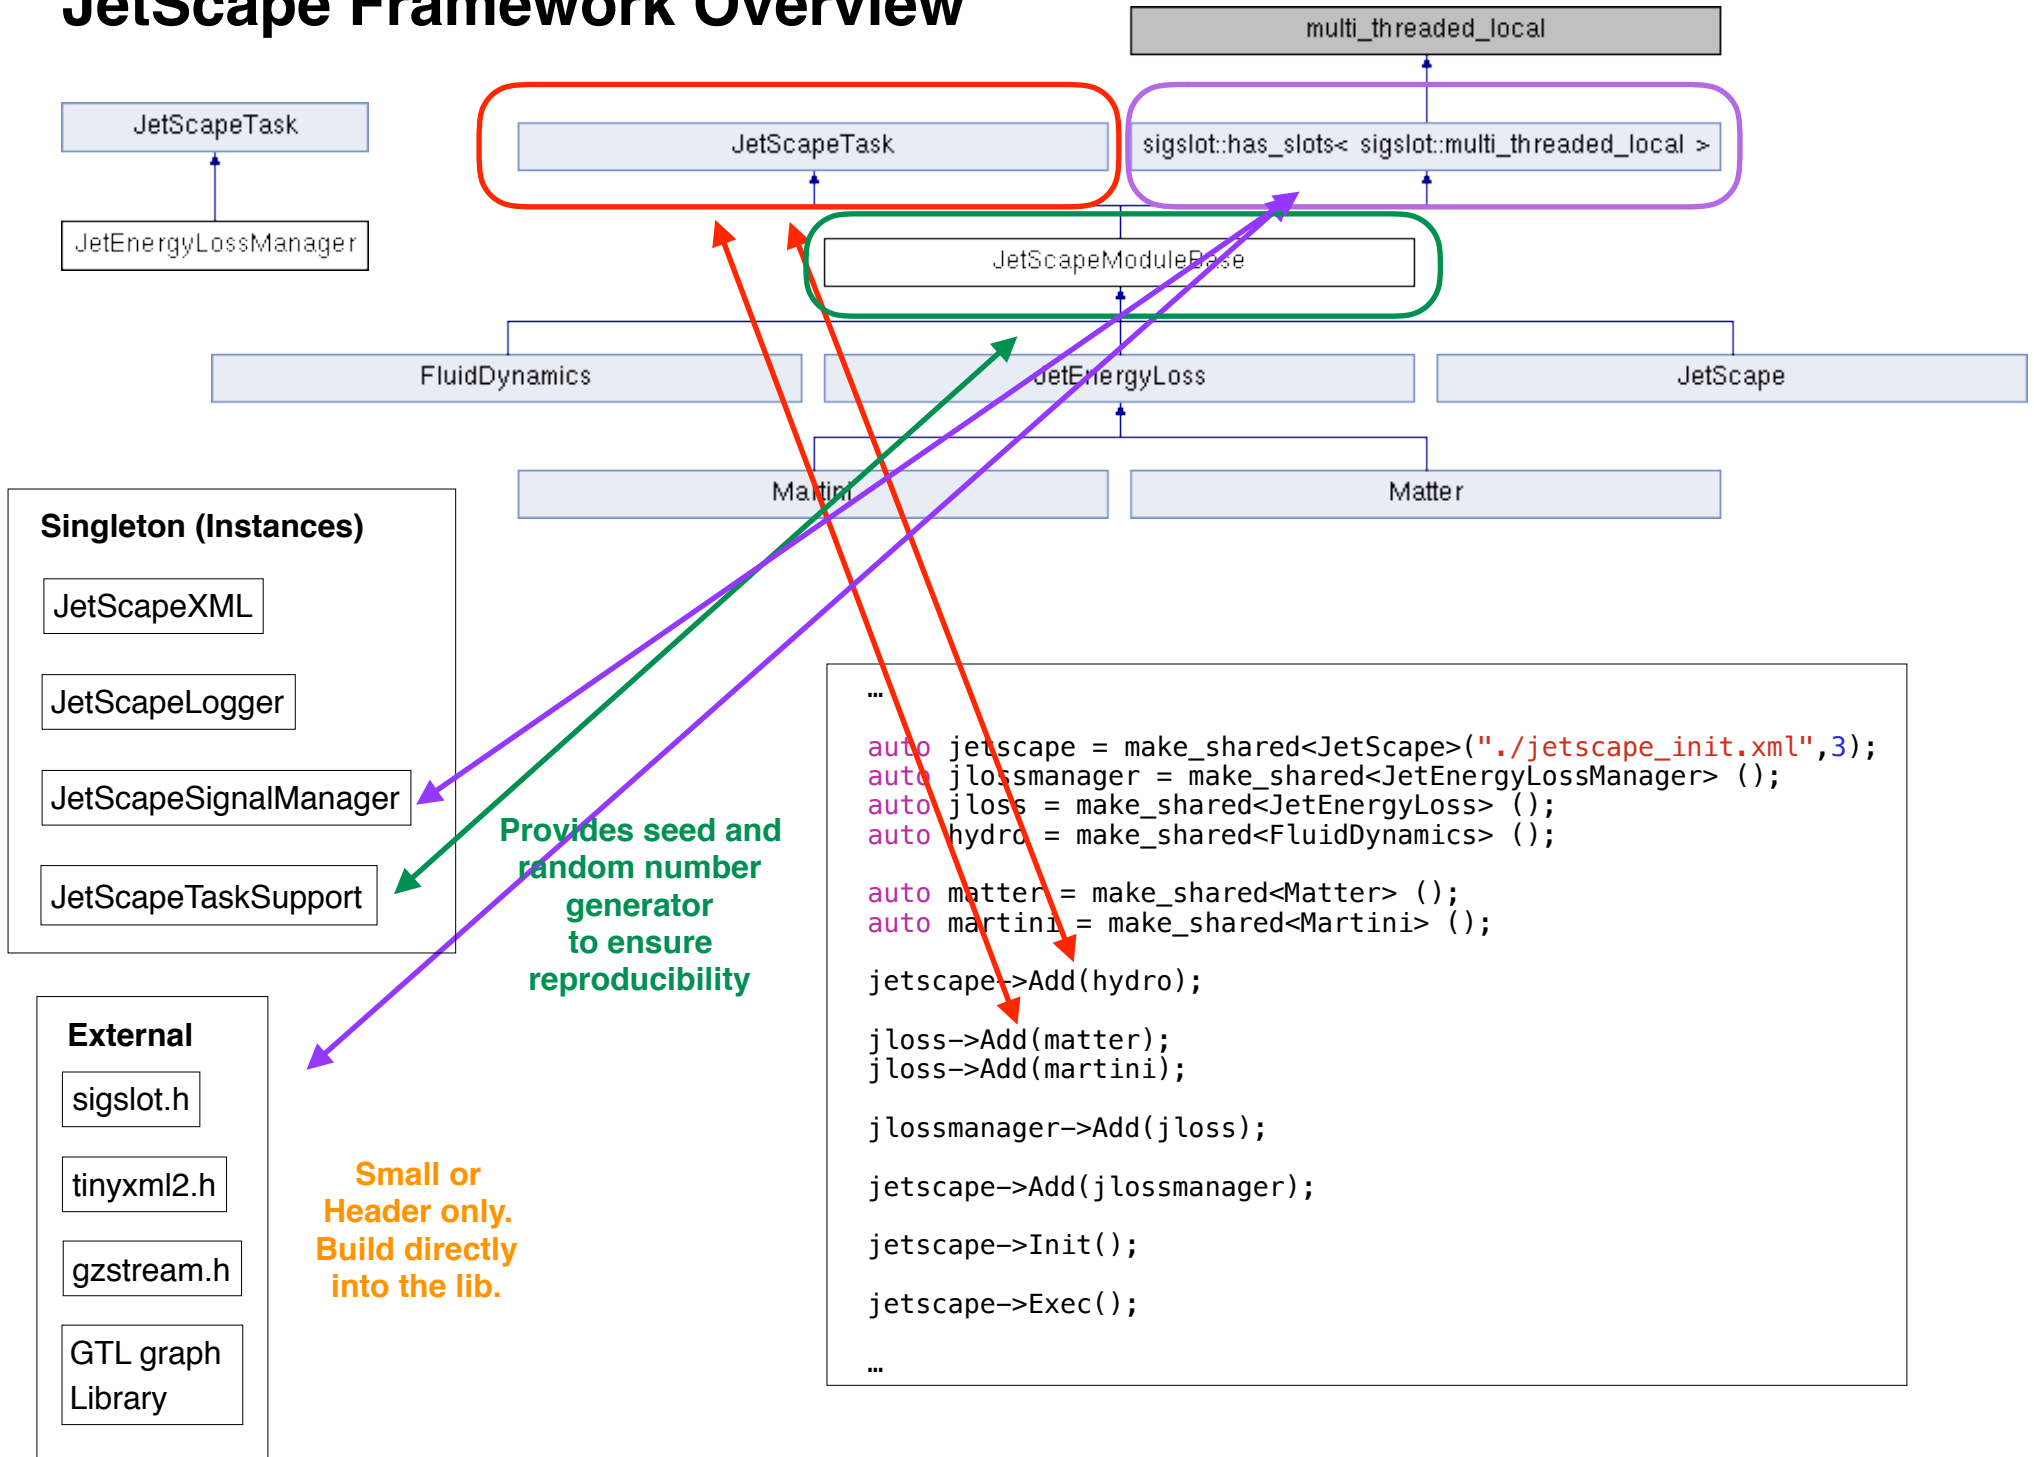 JetScape Framework Overview
multi_threaded_local
JetScapeTask
JetScapeTask
sigslot::has_slots< sigslot::multi_threaded_local >
JetEnergyLossManager
JetScapeModuleBase
FluidDynamics
JetEnergyLoss
JetScape
Martini
Matter
Singleton (Instances)
JetScapeXML
JetScapeLogger
JetScapeSignalManager
JetScapeTaskSupport
Provides seed and
random number
generator
to ensure
reproducibility
External
sigslot.h
tinyxml2.h
gzstream.h
GTL graph
Library
Small or
Header only.
Build directly
into the lib.
…
auto jetscape = make_shared<JetScape>("./jetscape_init.xml",3);
auto jlossmanager = make_shared<JetEnergyLossManager> ();
auto jloss = make_shared<JetEnergyLoss> ();
auto hydro = make_shared<FluidDynamics> ();
auto matter = make_shared<Matter> ();
auto martini = make_shared<Martini> ();
jetscape->Add(hydro);
jloss->Add(matter);
jloss->Add(martini);
jlossmanager->Add(jloss);
jetscape->Add(jlossmanager);
jetscape->Init();
jetscape->Exec();
…